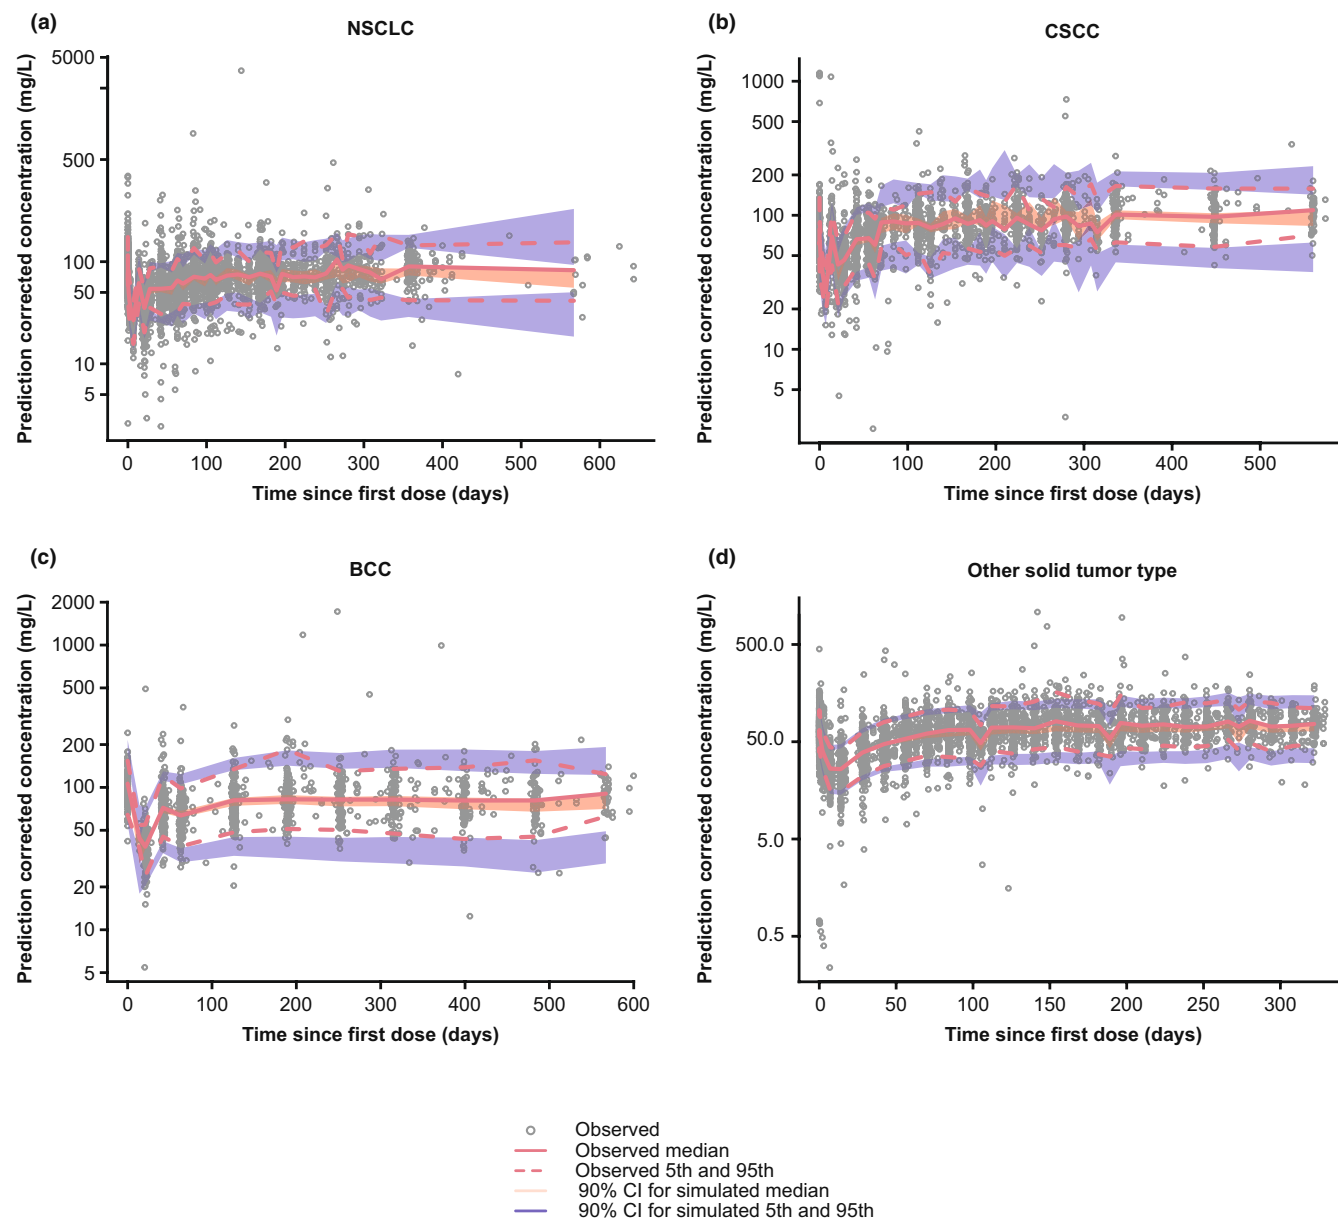 (a)
NSCLC
Prediction corrected concentration (mg/L)
5000
500
100
50
10
5
0 100 200 300 400 500 600
Time since first dose (days)
(b)
CSCC
Prediction corrected concentration (mg/L)
1000
500
200
100
50
20
10
5
0 100 200 300 400 500
Time since first dose (days)
(c)
BCC
Prediction corrected concentration (mg/L)
2000
1000
500
200
100
50
20
10
5
0 100 200 300 400 500 600
Time since first dose (days)
(d)
Other solid tumor type
Prediction corrected concentration (mg/L)
500.0
50.0
5.0
0.5
0 50 100 150 200 250 300
Time since first dose (days)
Observed
Observed median
Observed 5th and 95th
90% CI for simulated median
90% CI for simulated 5th and 95th